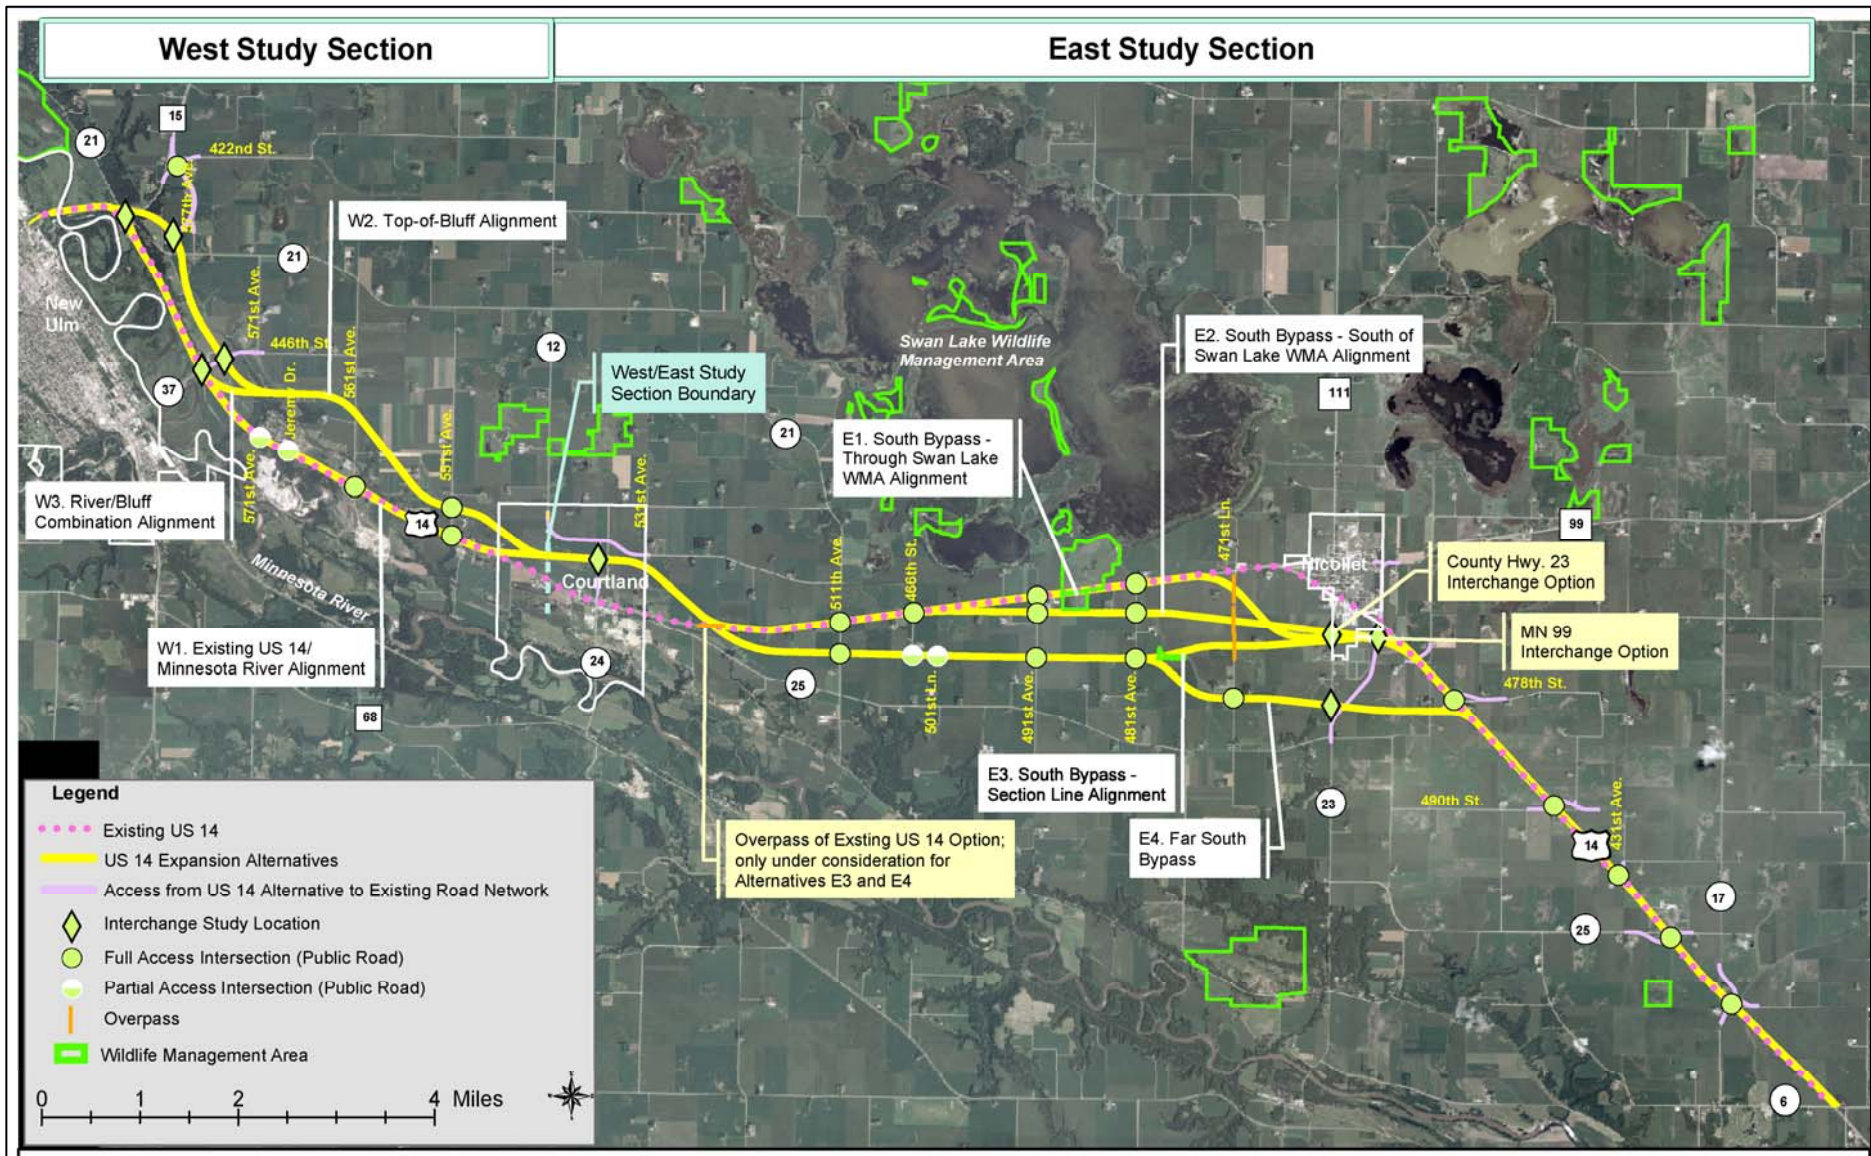 West Study Section
East Study Section
15
21
422nd St.
587th Ave.
W2. Top-of-Bluff Alignment
21
571st Ave.
New
Ulm
446th St.
561st Ave.
12
Swan Lake Wildlife
Management Area
E2. South Bypass - South of
Swan Lake WMA Alignment
West/East Study
Section Boundary
37
Jeremy Dr.
111
21
E1. South Bypass -
Through Swan Lake
WMA Alignment
551st Ave.
531st Ave.
W3. River/Bluff
Combination Alignment
571st Ave.
14
471st Ln.
99
Minnesota River
Courtland
511th Ave.
466th St.
Nicollet
County Hwy. 23
Interchange Option
W1. Existing US 14/
Minnesota River Alignment
24
MN 99
Interchange Option
25
478th St.
68
501st Ln.
491st Ave.
481st Ave.
E3. South Bypass -
Section Line Alignment
23
490th St.
431st Ave.
14
Overpass of Exsting US 14 Option;
only under consideration for
Alternatives E3 and E4
E4. Far South
Bypass
17
25
6
Legend
Existing US 14
US 14 Expansion Alternatives
Access from US 14 Alternative to Existing Road Network
Interchange Study Location
Full Access Intersection (Public Road)
Partial Access Intersection (Public Road)
Overpass
Wildlife Management Area
0 1 2 4 Miles